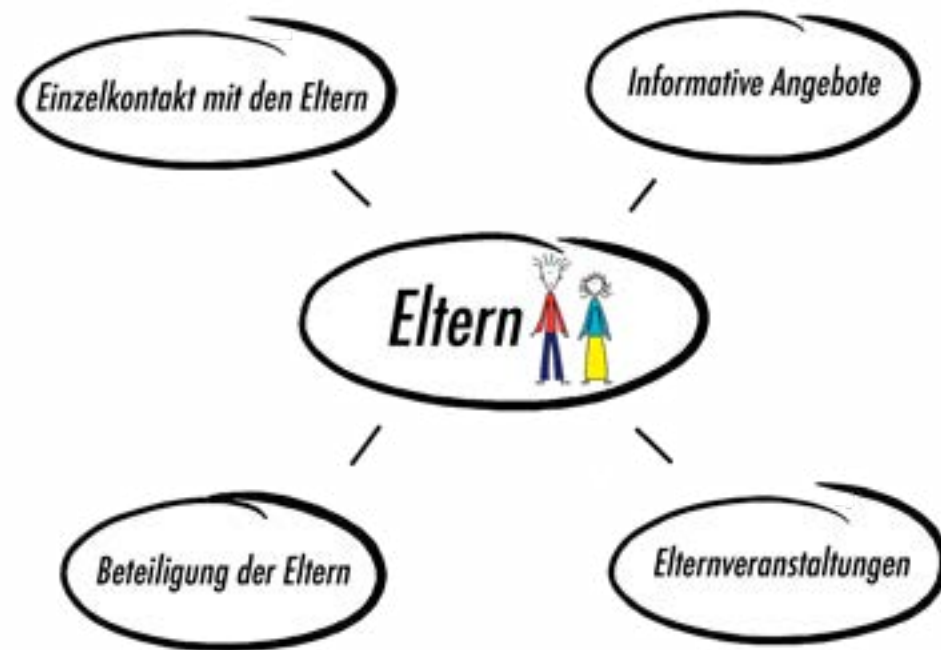 Einzelkontakt mit den Eltern
Informative Angebote
Eltern
Beteiligung der Eltern
Elternveranstaltungen